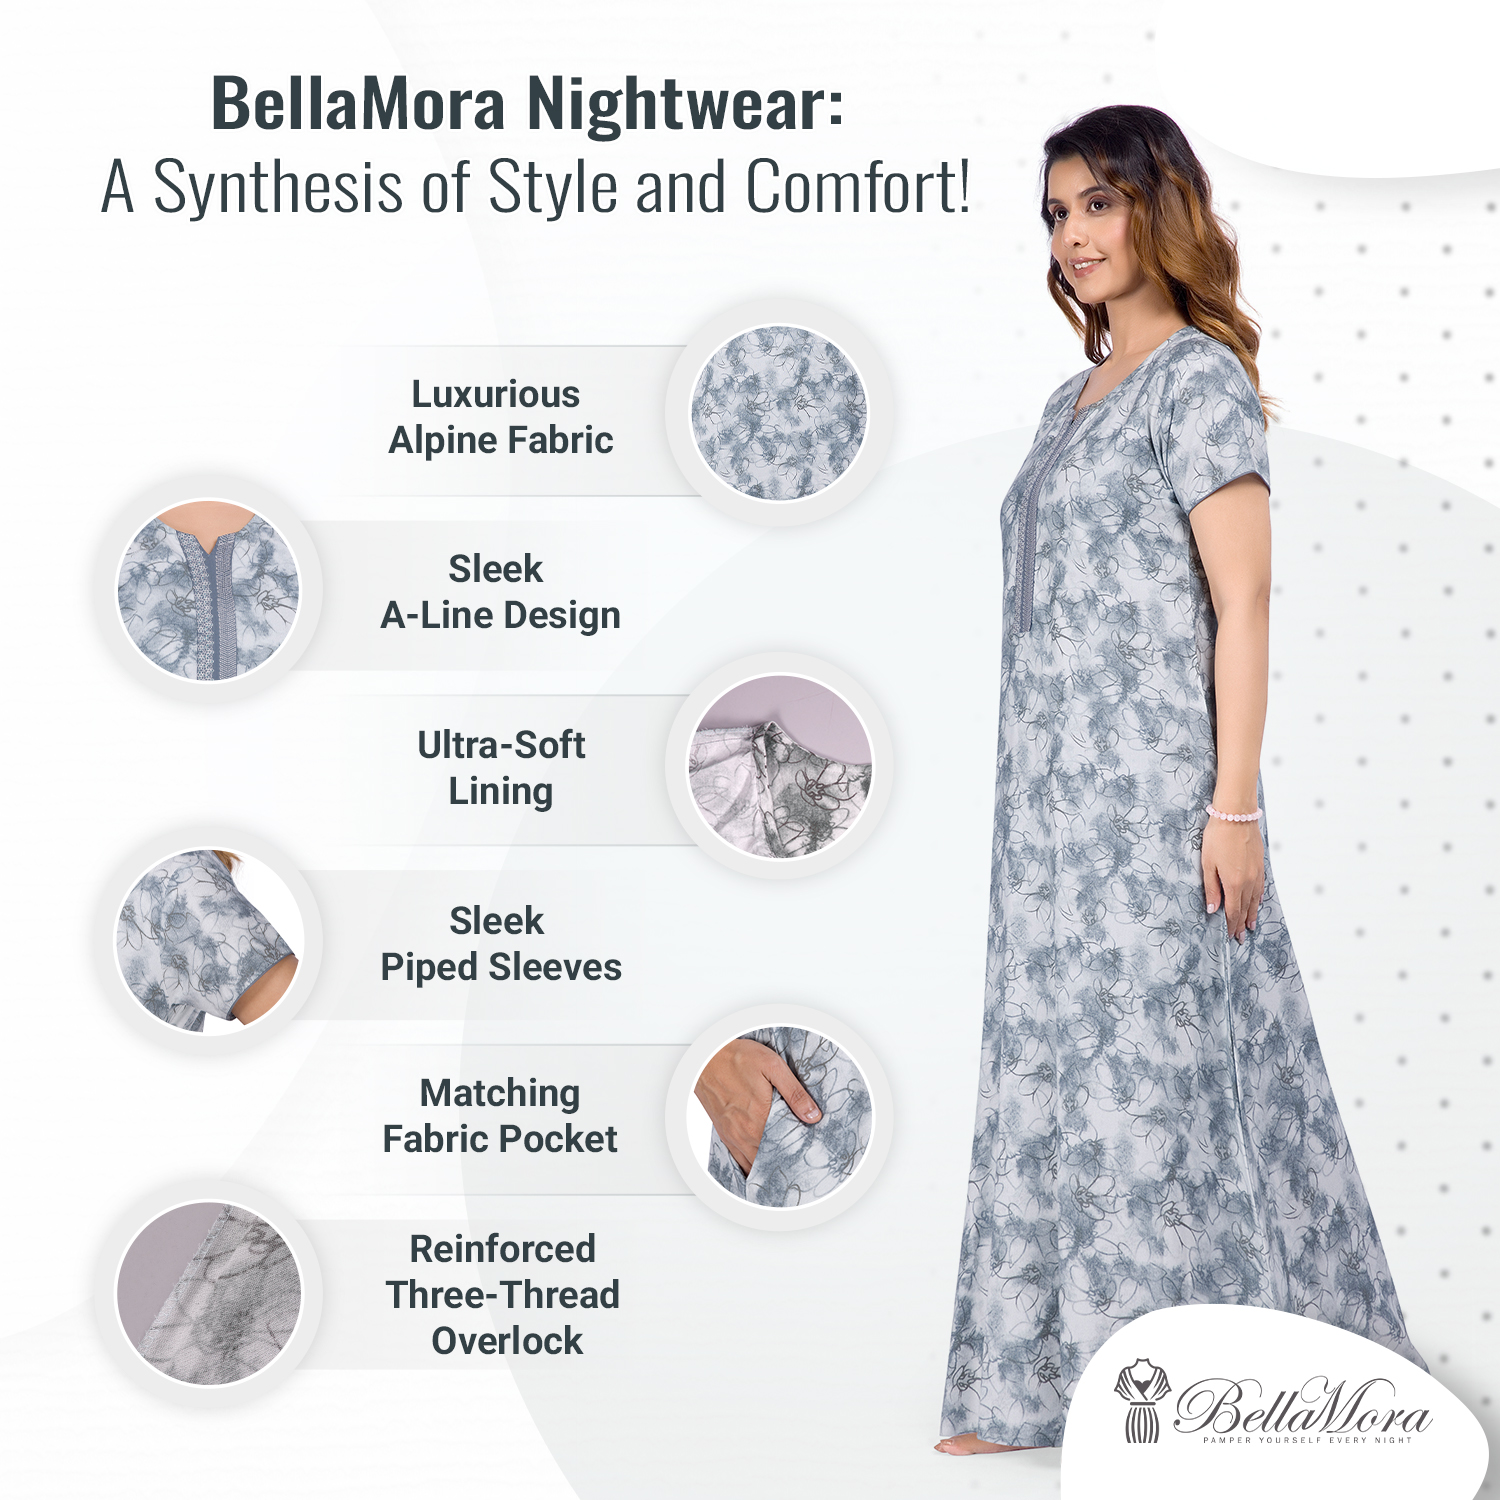 BellaMora Nightwear:
A Synthesis of Style and Comfort!
Luxurious
Alpine Fabric
Sleek
A-Line Design
Ultra-Soft
Lining
Sleek
Piped Sleeves
Matching
Fabric Pocket
Reinforced
Three-Thread
Overlock
BellaMora
PAMPER YOURSELF EVERY NIGHT